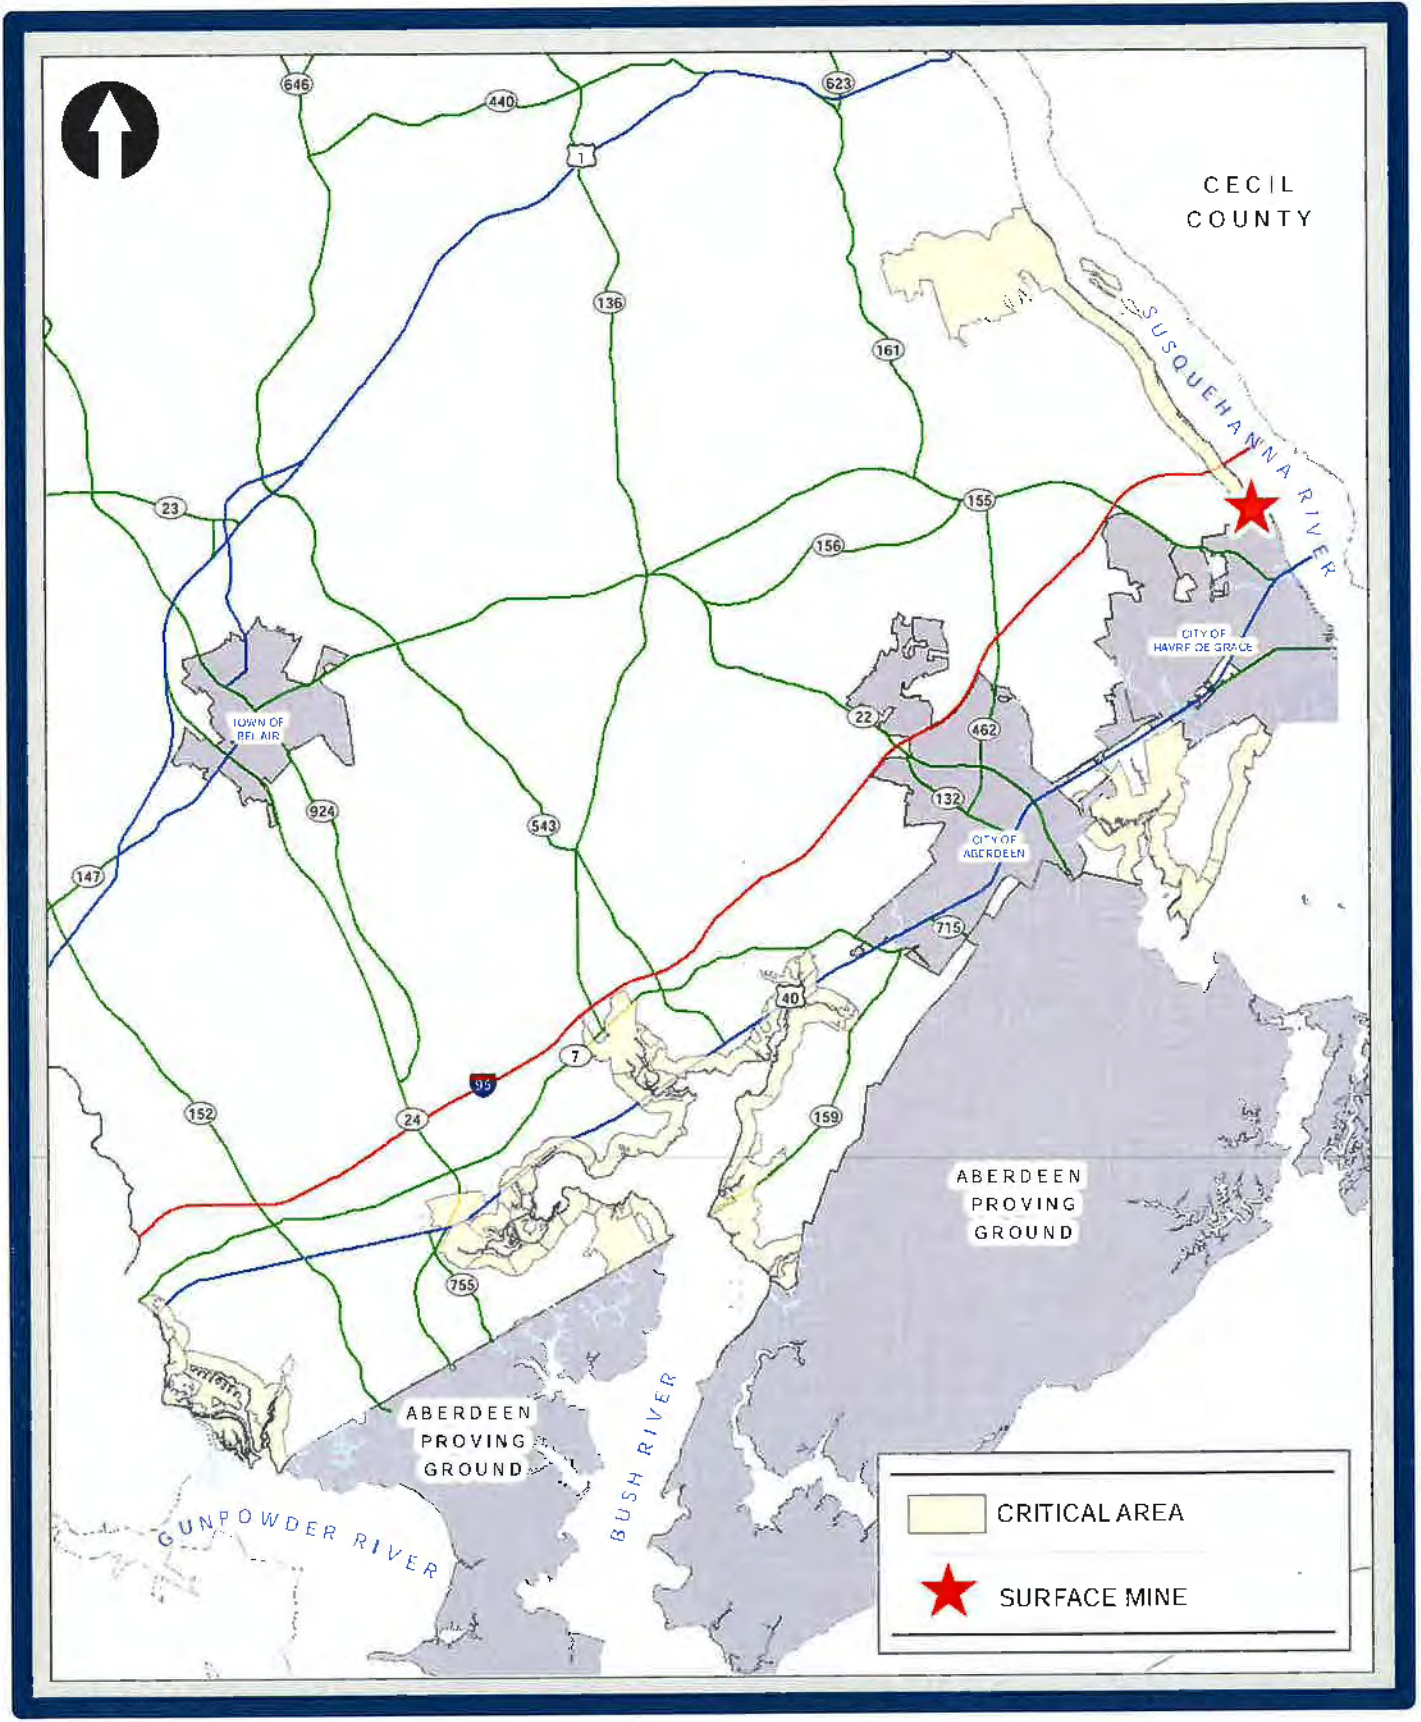 646
440
623
1
CECIL
COUNTY
136
161
SUSQUEHANNA RIVER
23
155
156
CITY OF
HAVRE DE GRACE
TOWN OF
BEL AIR
22
462
924
132
543
CITY OF
ABERDEEN
147
715
40
7
95
152
24
159
ABERDEEN
PROVING
GROUND
755
ABERDEEN
PROVING
GROUND
BUSH RIVER
GUNPOWDER RIVER
CRITICAL AREA
SURFACE MINE